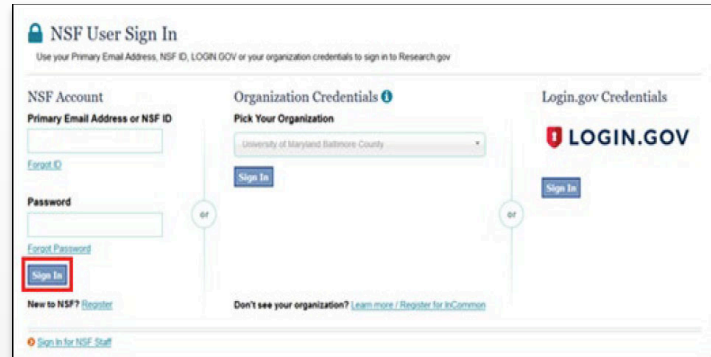 NSF User Sign In
Use your Primary Email Address, NSF ID, LOGIN.GOV or your organization credentials to sign in to Research.gov
NSF Account
Primary Email Address or NSF ID
Forgot ID
Password
Forgot Password
Sign In
New to NSF? Register
or
Organization Credentials
Pick Your Organization
University of Maryland Baltimore County
Sign In
Don't see your organization? Learn more / Register for InCommon
or
Login.gov Credentials
LOGIN.GOV
Sign In
Sign In for NSF Staff